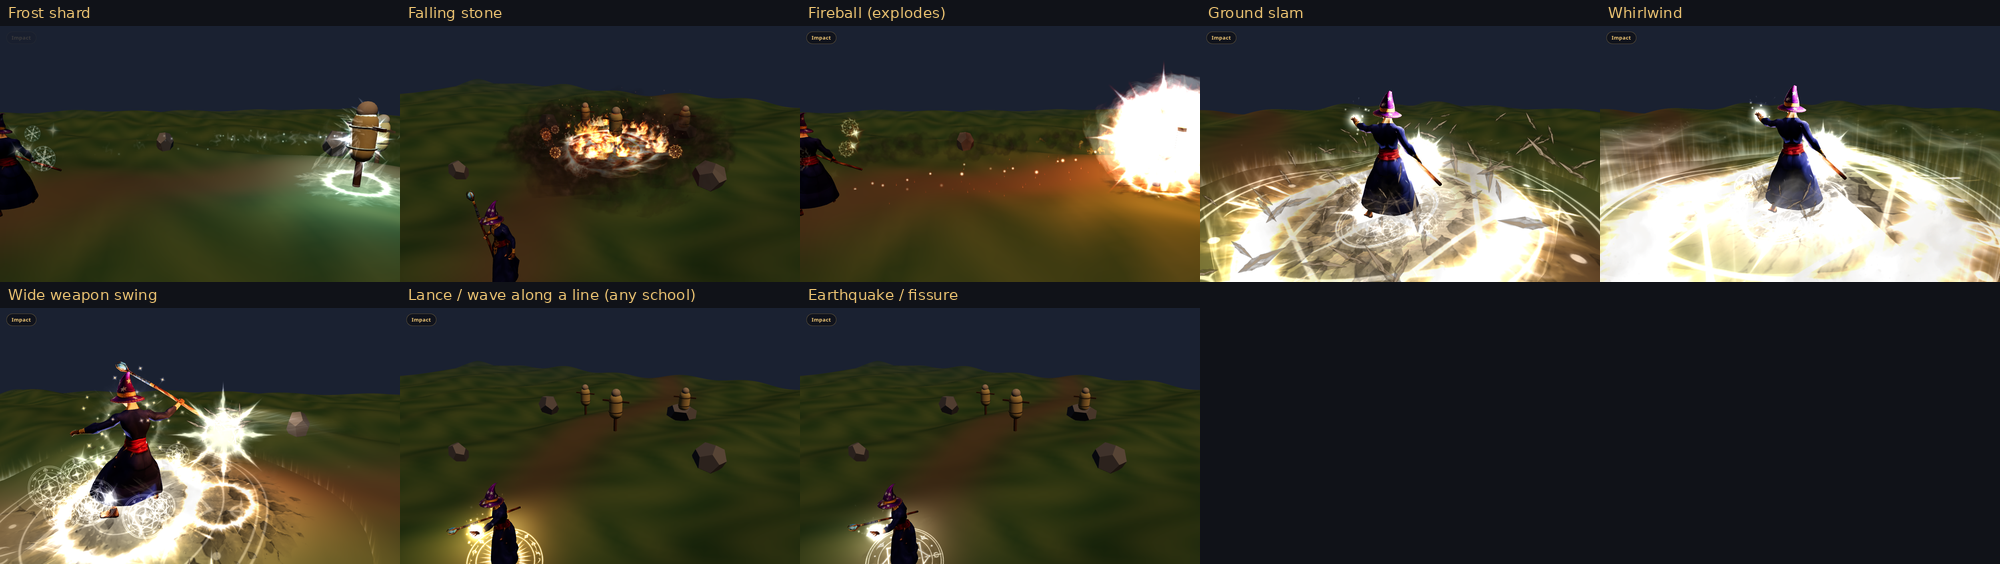 Frost shard
Falling stone
Fireball (explodes)
Ground slam
Whirlwind
Impact
Impact
Impact
Impact
Wide weapon swing
Lance / wave along a line (any school)
Earthquake / fissure
Impact
Impact
Impact